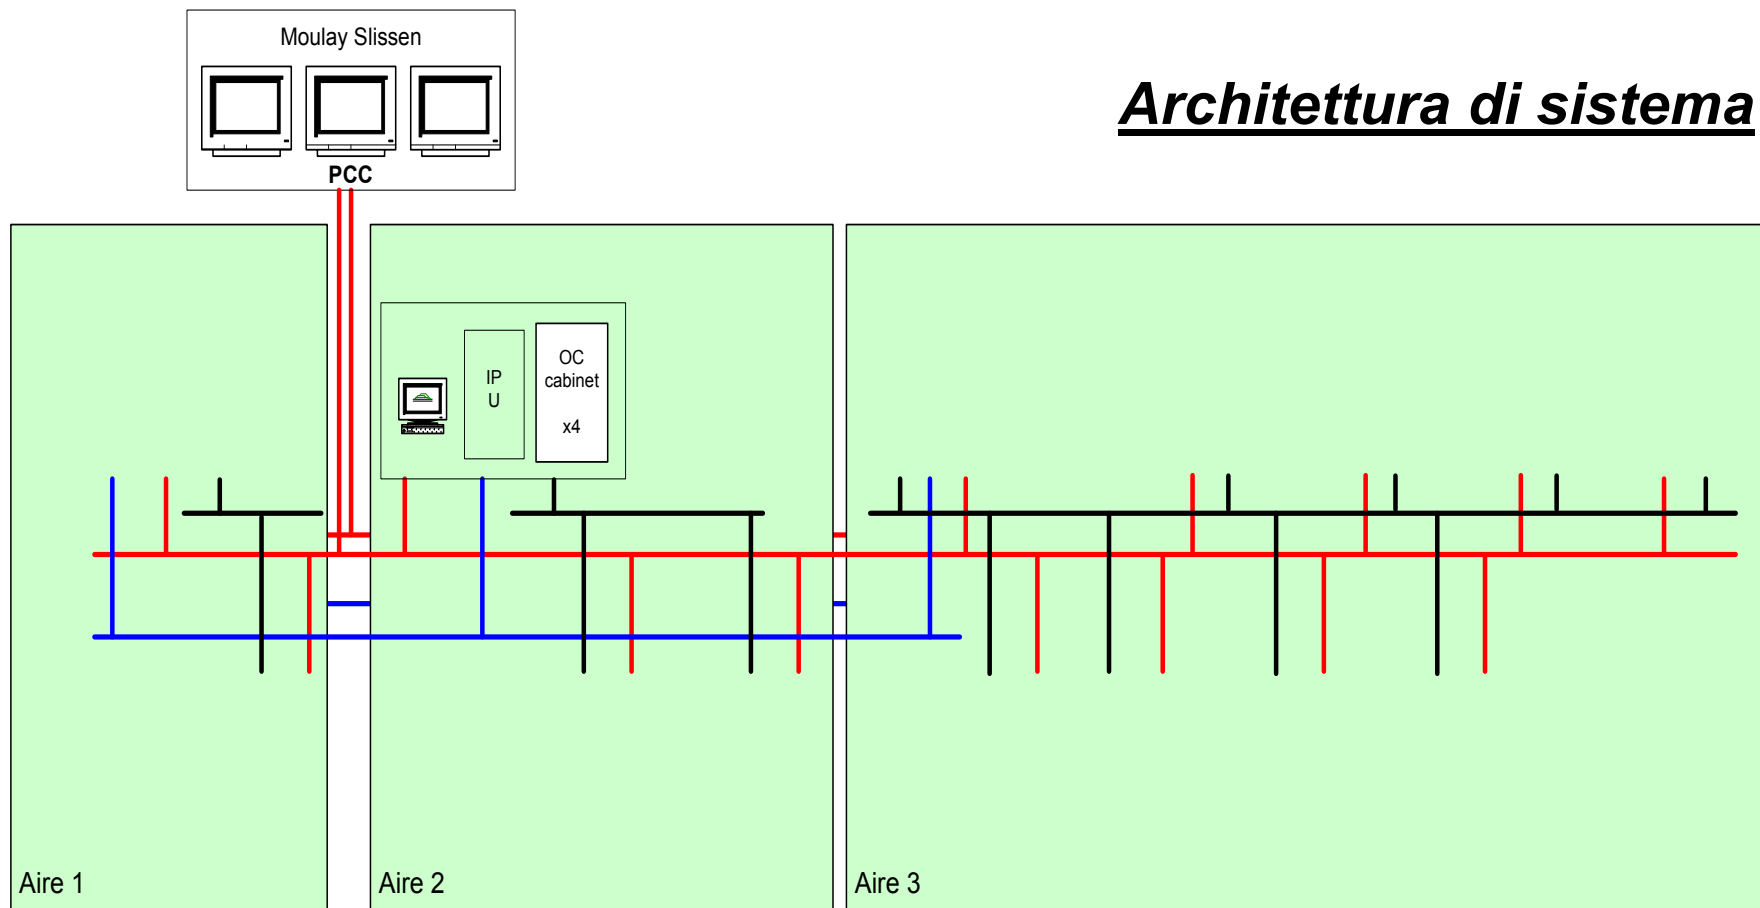 Moulay Slissen
PCC
Architettura di sistema
IP
U
OC
cabinet
x4
Aire 1
Aire 2
Aire 3